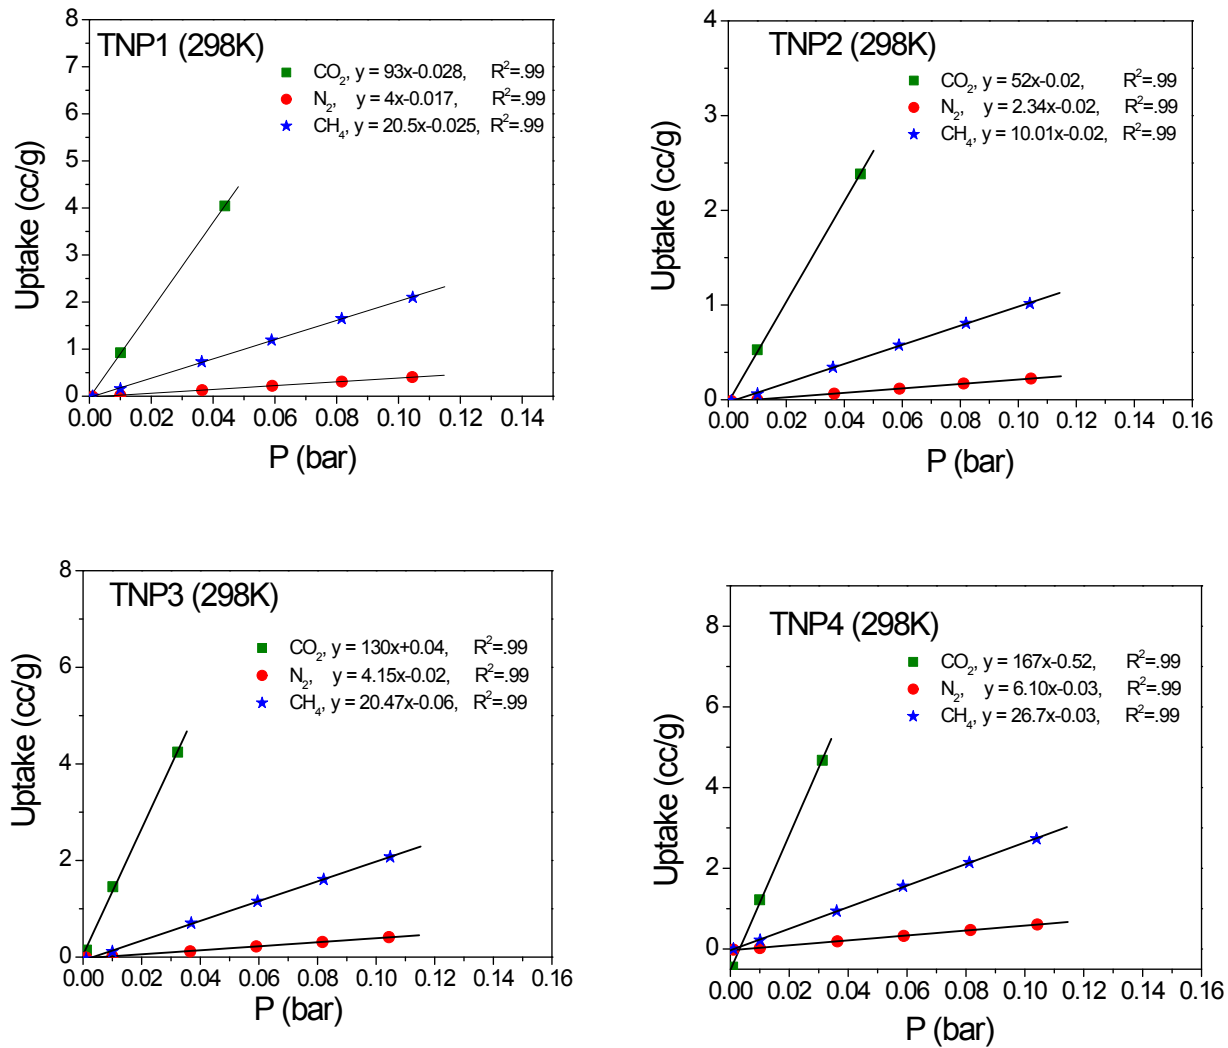 TNP1 (298K)
CO2, y = 93x-0.028, R2=.99
N2, y = 4x-0.017, R2=.99
CH4, y = 20.5x-0.025, R2=.99
Uptake (cc/g)
8
7
6
5
4
3
2
1
0
0.00 0.02 0.04 0.06 0.08 0.10 0.12 0.14
P (bar)
TNP2 (298K)
CO2, y = 52x-0.02, R2=.99
N2, y = 2.34x-0.02, R2=.99
CH4, y = 10.01x-0.02, R2=.99
Uptake (cc/g)
4
3
2
1
0
0.00 0.02 0.04 0.06 0.08 0.10 0.12 0.14 0.16
P (bar)
TNP3 (298K)
CO2, y = 130x+0.04, R2=.99
N2, y = 4.15x-0.02, R2=.99
CH4, y = 20.47x-0.06, R2=.99
Uptake (cc/g)
8
6
4
2
0
0.00 0.02 0.04 0.06 0.08 0.10 0.12 0.14 0.16
P (bar)
TNP4 (298K)
CO2, y = 167x-0.52, R2=.99
N2, y = 6.10x-0.03, R2=.99
CH4, y = 26.7x-0.03, R2=.99
Uptake (cc/g)
8
6
4
2
0
0.00 0.02 0.04 0.06 0.08 0.10 0.12 0.14 0.16
P (bar)